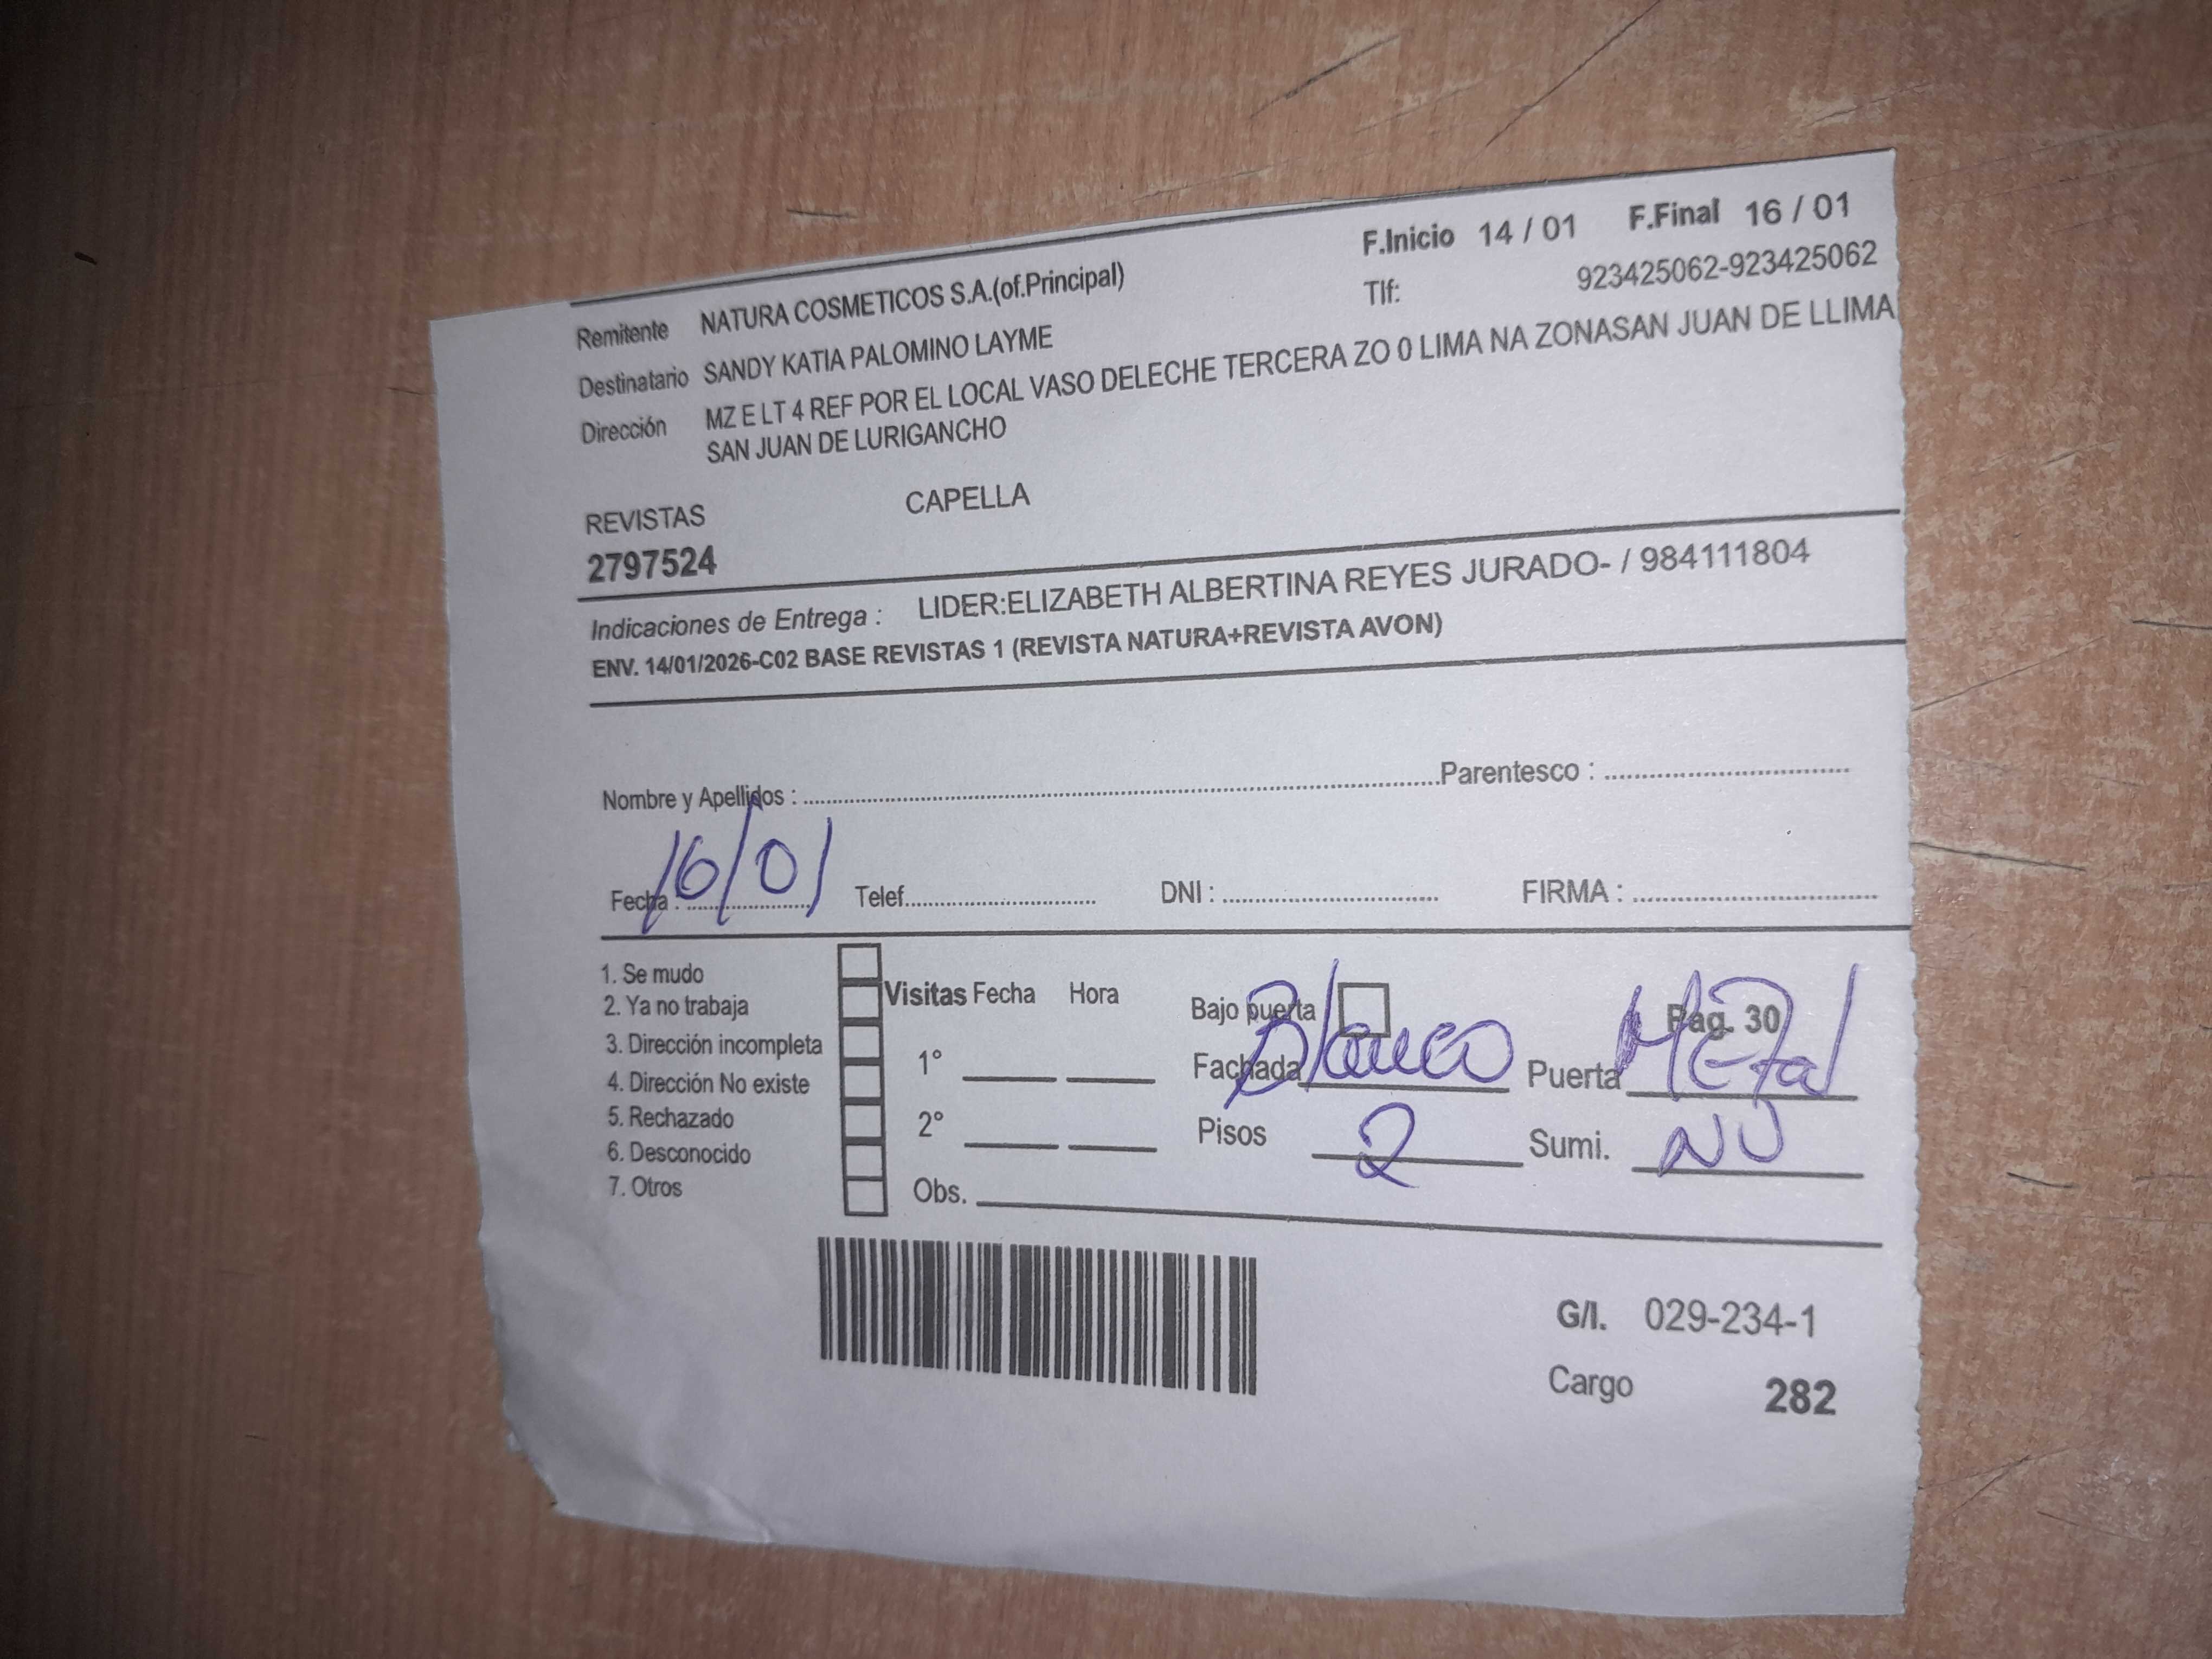 F.Inicio 14 / 01 F.Final 16 / 01
Remitente NATURA COSMETICOS S.A.(of.Principal) Tlf: 923425062-923425062
Destinatario SANDY KATIA PALOMINO LAYME
Dirección MZ E LT 4 REF POR EL LOCAL VASO DELECHE TERCERA ZO 0 LIMA NA ZONASAN JUAN DE LLIMA
SAN JUAN DE LURIGANCHO
REVISTAS CAPELLA
2797524
Indicaciones de Entrega : LIDER:ELIZABETH ALBERTINA REYES JURADO- / 984111804
ENV. 14/01/2026-C02 BASE REVISTAS 1 (REVISTA NATURA+REVISTA AVON)
Nombre y Apellidos : Parentesco :
Fecha : 16/01 Telef. DNI : FIRMA :
1. Se mudo
2. Ya no trabaja
3. Dirección incompleta
4. Dirección No existe
5. Rechazado
6. Desconocido
7. Otros
Visitas Fecha Hora
1°
2°
Obs.
Bajo puerta Pag. 30
Fachada Blanco Puerta Metal
Pisos 2 Sumi. NO
G/I. 029-234-1
Cargo 282